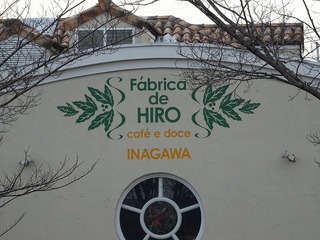 Fábrica
de
HIRO
café e doce
INAGAWA